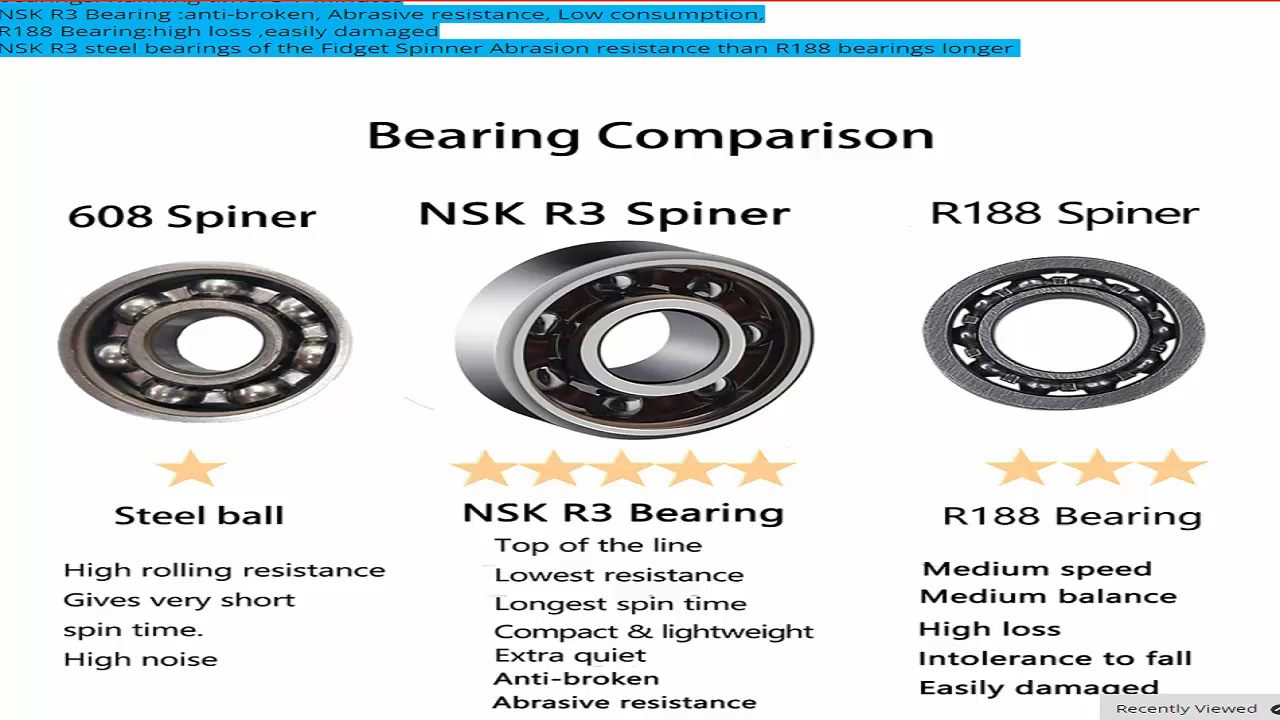 NSK R3 Bearing :anti-broken, Abrasive resistance, Low consumption,
R188 Bearing:high loss ,easily damaged
NSK R3 steel bearings of the Fidget Spinner Abrasion resistance than R188 bearings longer
Bearing Comparison
608 Spiner
NSK R3 Spiner
R188 Spiner
Steel ball
High rolling resistance
Gives very short
spin time.
High noise
NSK R3 Bearing
Top of the line
Lowest resistance
Longest spin time
Compact & lightweight
Extra quiet
Anti-broken
Abrasive resistance
R188 Bearing
Medium speed
Medium balance
High loss
Intolerance to fall
Easily damaged
Recently Viewed